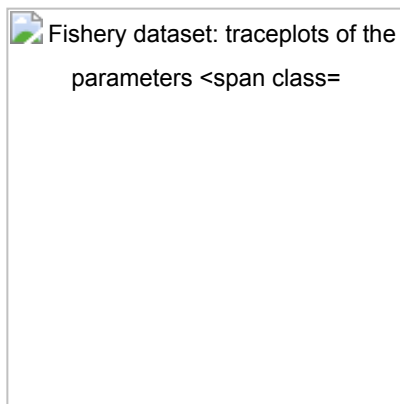 Fishery dataset: traceplots of the
parameters <span class=